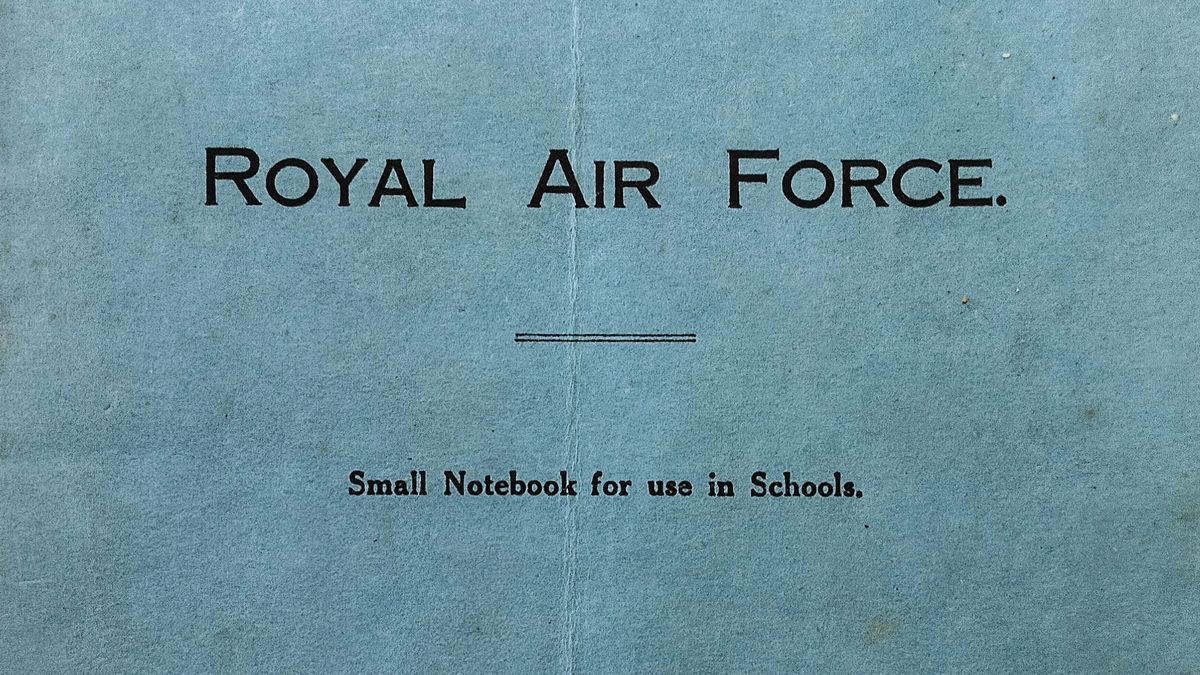 ROYAL AIR FORCE.
Small Notebook for use in Schools.